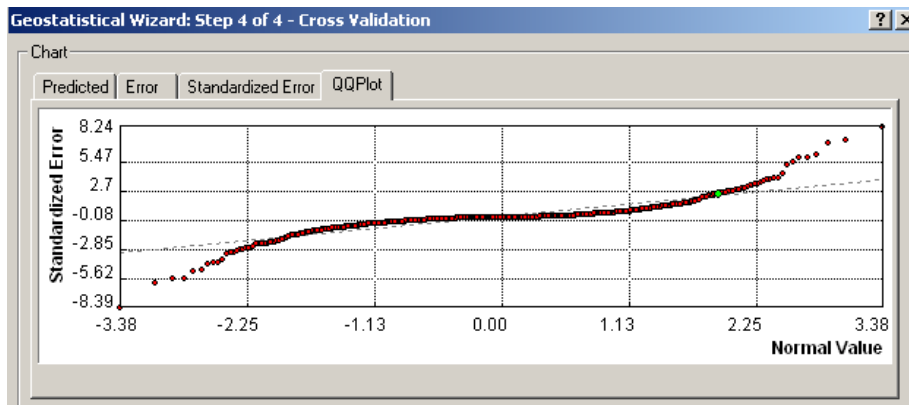 Geostatistical Wizard: Step 4 of 4 - Cross Validation
? X
Chart
Predicted Error Standardized Error QQPlot
Standardized Error
8.24
5.47
2.7
-0.08
-2.85
-5.62
-8.39
-3.38 -2.25 -1.13 0.00 1.13 2.25 3.38
Normal Value